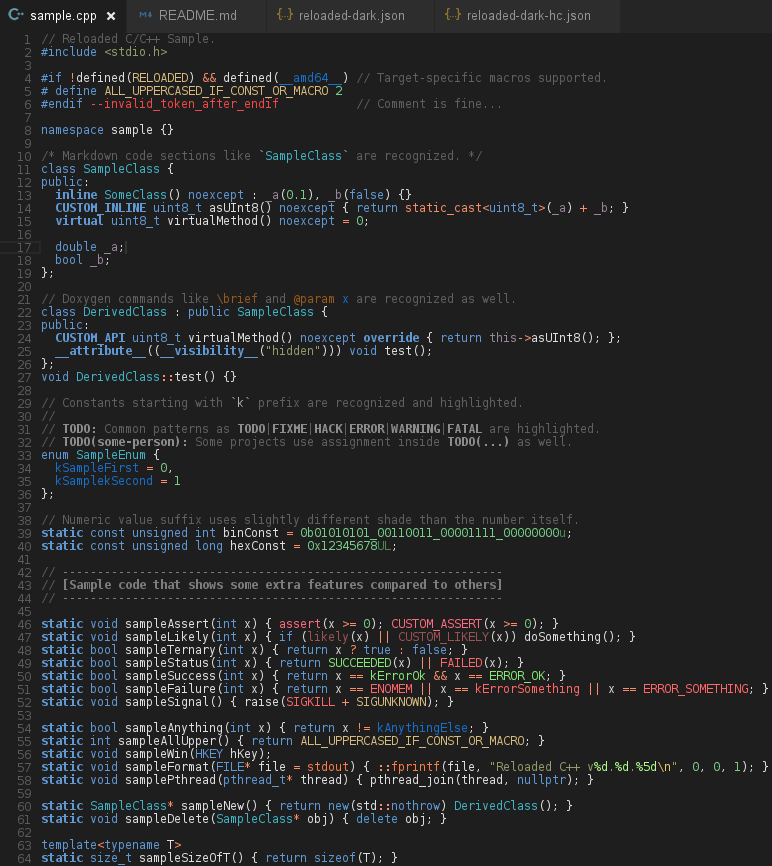 sample.cpp × README.md {..} reloaded-dark.json {..} reloaded-dark-hc.json
1 // Reloaded C/C++ Sample.
2 #include <stdio.h>
3
4 #if !defined(RELOADED) && defined(__amd64__) // Target-specific macros supported.
5 # define ALL_UPPERCASED_IF_CONST_OR_MACRO 2
6 #endif --invalid_token_after_endif           // Comment is fine...
7
8 namespace sample {}
9
10 /* Markdown code sections like `SampleClass` are recognized. */
11 class SampleClass {
12 public:
13   inline SomeClass() noexcept : _a(0.1), _b(false) {}
14   CUSTOM_INLINE uint8_t asUInt8() noexcept { return static_cast<uint8_t>(_a) + _b; }
15   virtual uint8_t virtualMethod() noexcept = 0;
16
17   double _a;
18   bool _b;
19 };
20
21 // Doxygen commands like \brief and @param x are recognized as well.
22 class DerivedClass : public SampleClass {
23 public:
24   CUSTOM_API uint8_t virtualMethod() noexcept override { return this->asUInt8(); };
25   __attribute__((__visibility__("hidden"))) void test();
26 };
27 void DerivedClass::test() {}
28
29 // Constants starting with `k` prefix are recognized and highlighted.
30 //
31 // TODO: Common patterns as TODO|FIXME|HACK|ERROR|WARNING|FATAL are highlighted.
32 // TODO(some-person): Some projects use assignment inside TODO(...) as well.
33 enum SampleEnum {
34   kSampleFirst = 0,
35   kSamplekSecond = 1
36 };
37
38 // Numeric value suffix uses slightly different shade than the number itself.
39 static const unsigned int binConst = 0b01010101_00110011_00001111_00000000u;
40 static const unsigned long hexConst = 0x12345678UL;
41
42 // ---------------------------------------------------------------
43 // [Sample code that shows some extra features compared to others]
44 // ---------------------------------------------------------------
45
46 static void sampleAssert(int x) { assert(x >= 0); CUSTOM_ASSERT(x >= 0); }
47 static void sampleLikely(int x) { if (likely(x) || CUSTOM_LIKELY(x)) doSomething(); }
48 static bool sampleTernary(int x) { return x ? true : false; }
49 static bool sampleStatus(int x) { return SUCCEEDED(x) || FAILED(x); }
50 static bool sampleSuccess(int x) { return x == kErrorOk && x == ERROR_OK; }
51 static bool sampleFailure(int x) { return x == ENOMEM || x == kErrorSomething || x == ERROR_SOMETHING; }
52 static void sampleSignal() { raise(SIGKILL + SIGUNKNOWN); }
53
54 static bool sampleAnything(int x) { return x != kAnythingElse; }
55 static int sampleAllUpper() { return ALL_UPPERCASED_IF_CONST_OR_MACRO; }
56 static void sampleWin(HKEY hKey);
57 static void sampleFormat(FILE* file = stdout) { ::fprintf(file, "Reloaded C++ v%d.%d.%5d\n", 0, 0, 1); }
58 static void samplePthread(pthread_t* thread) { pthread_join(thread, nullptr); }
59
60 static SampleClass* sampleNew() { return new(std::nothrow) DerivedClass(); }
61 static void sampleDelete(SampleClass* obj) { delete obj; }
62
63 template<typename T>
64 static size_t sampleSizeOfT() { return sizeof(T); }